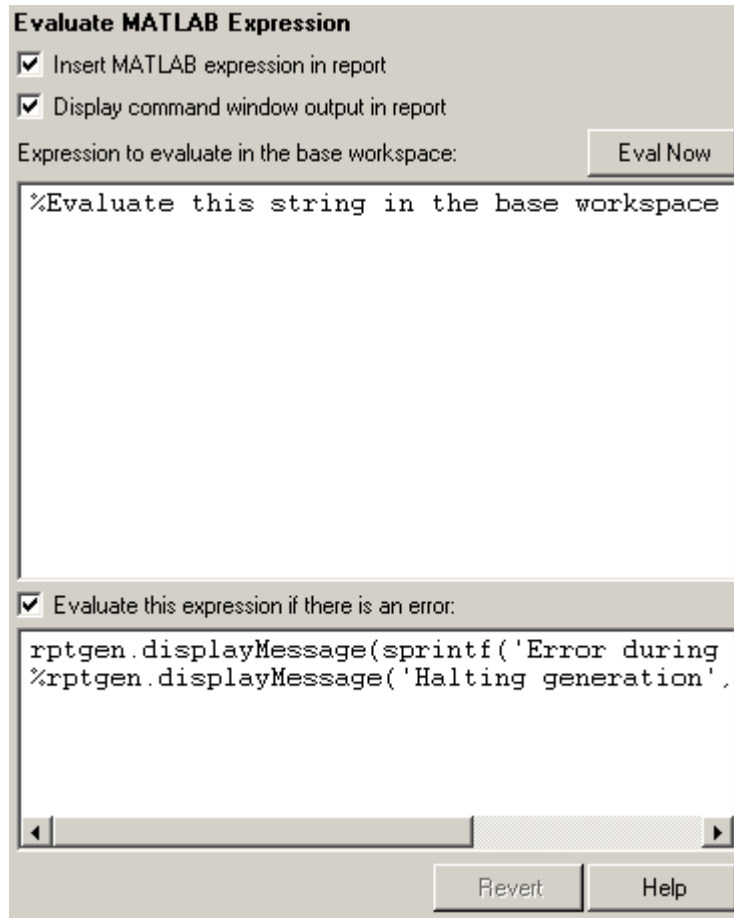 Evaluate MATLAB Expression
Insert MATLAB expression in report
Display command window output in report
Expression to evaluate in the base workspace:
Eval Now
%Evaluate this string in the base workspace
Evaluate this expression if there is an error:
rptgen.displayMessage(sprintf('Error during
%rptgen.displayMessage('Halting generation',
Revert
Help